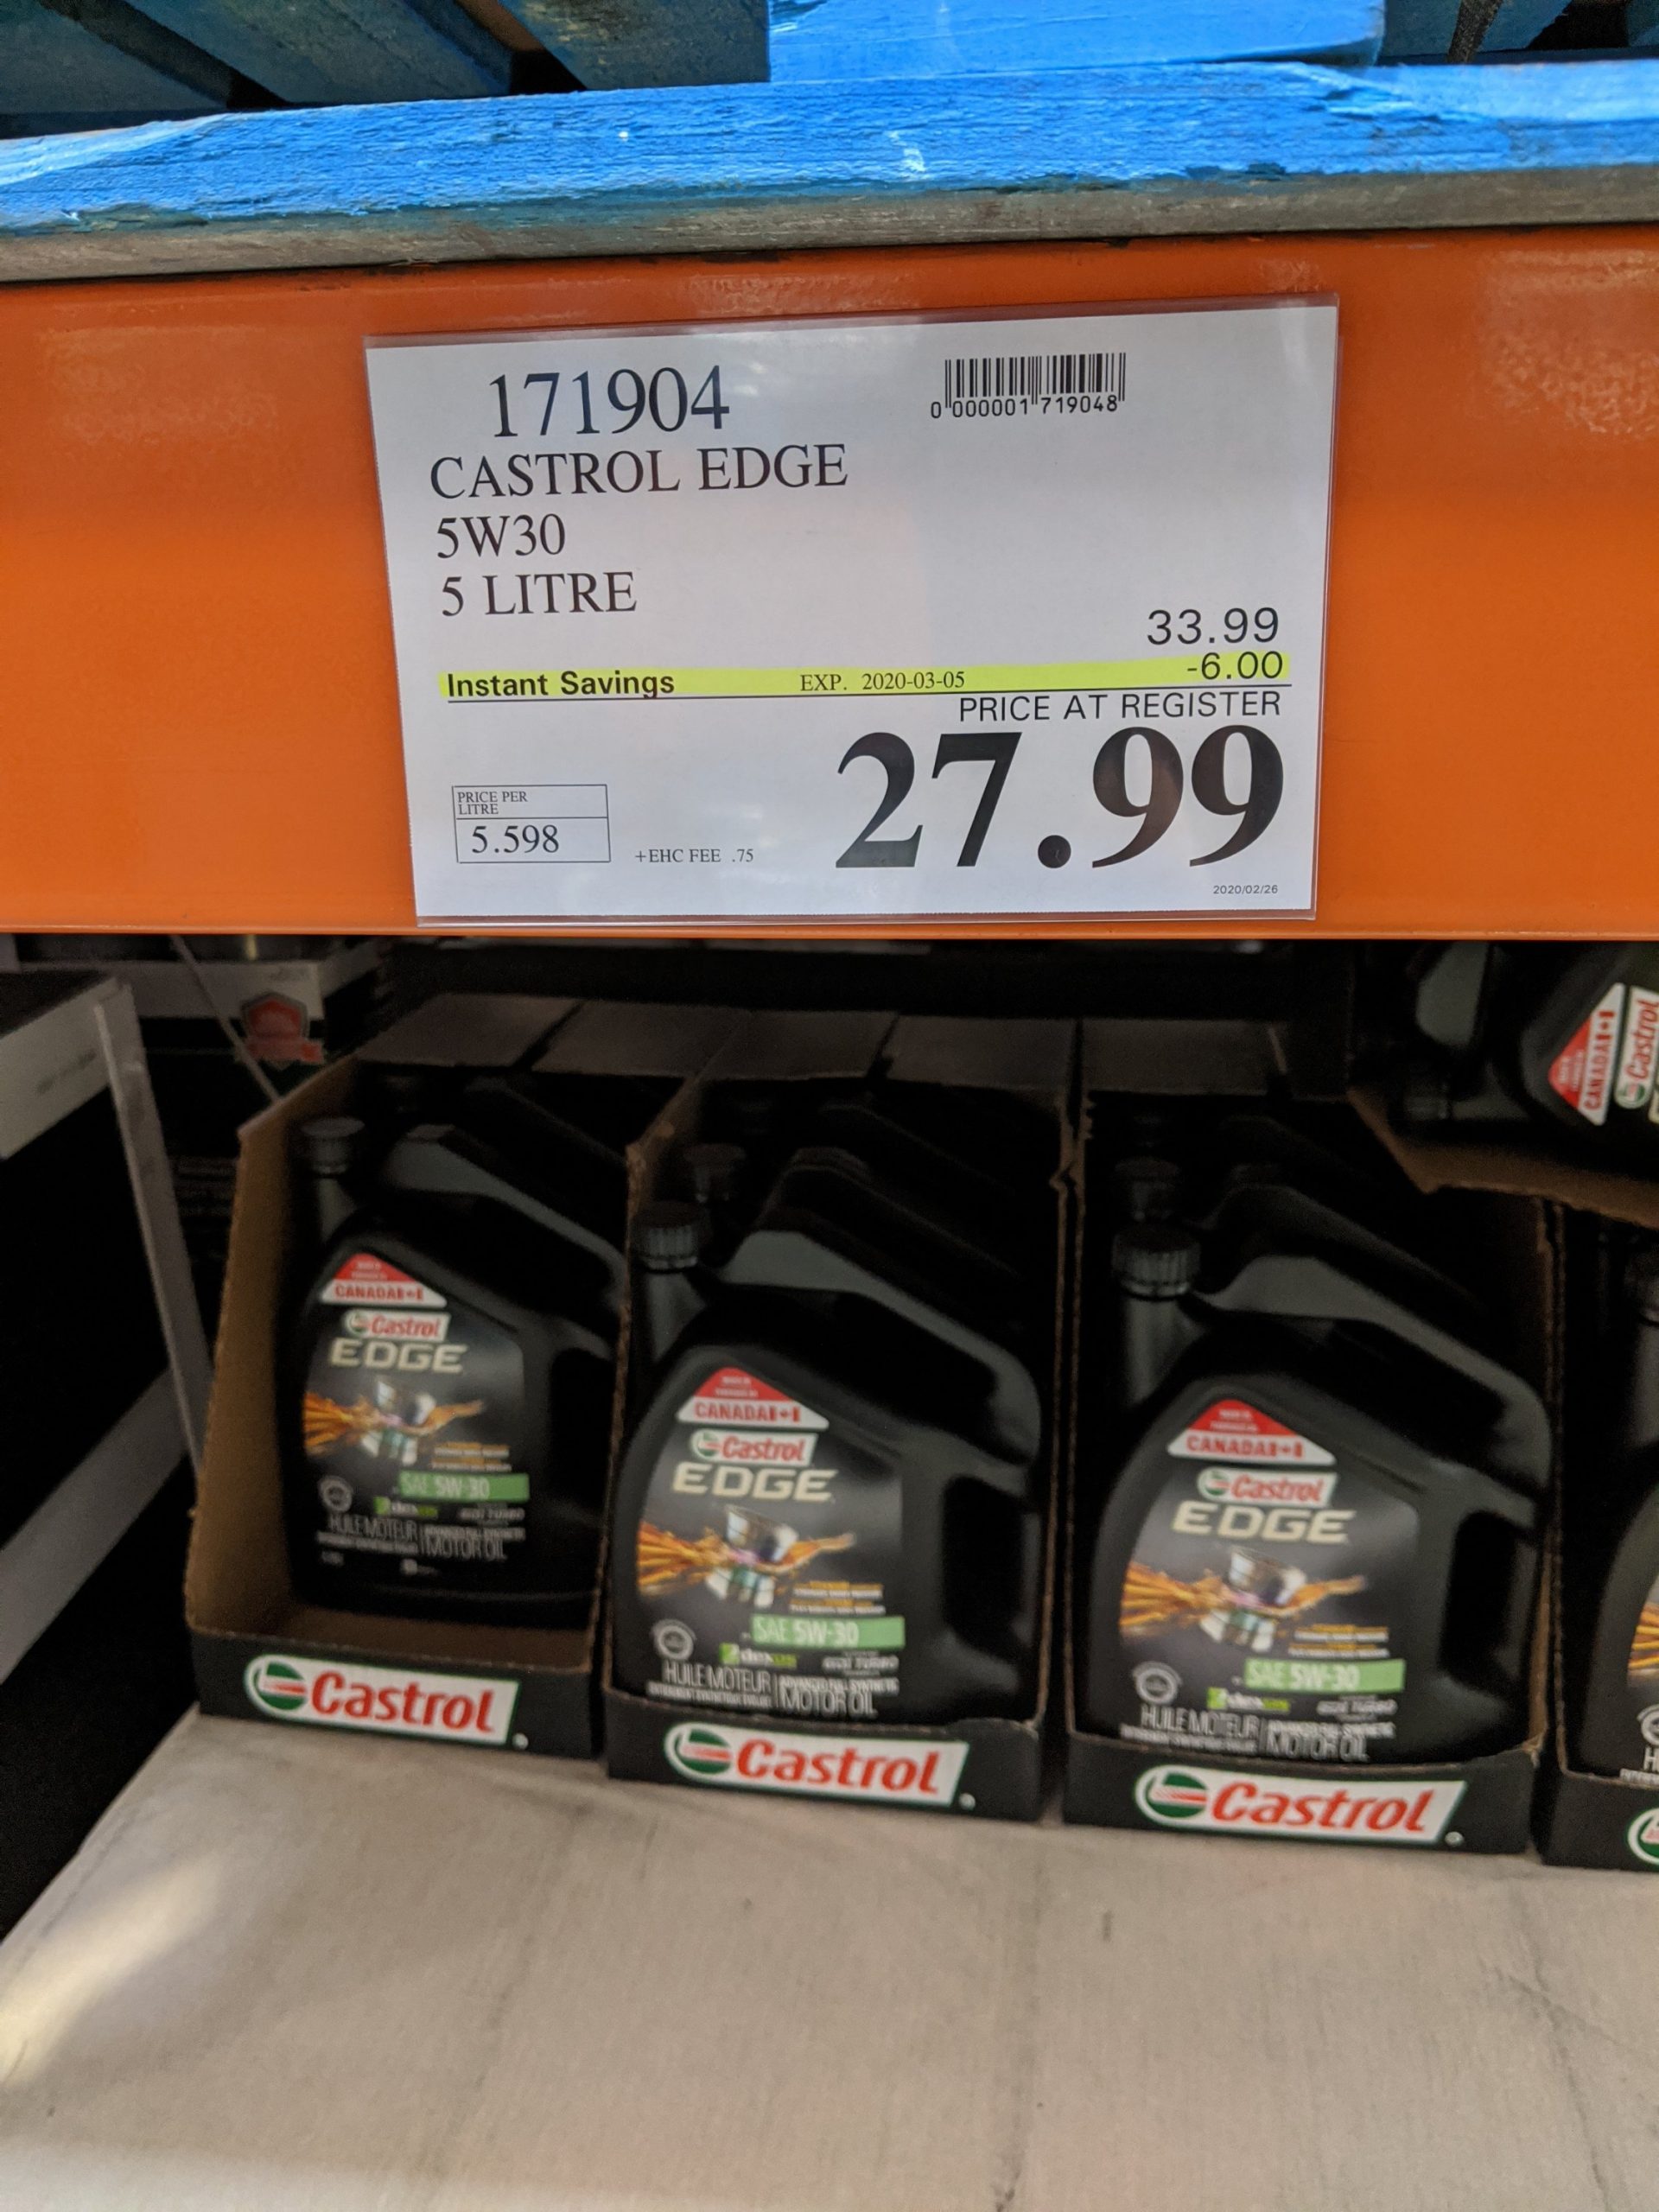 171904
0 000001 719048
CASTROL EDGE
5W30
5 LITRE
33.99
Instant Savings EXP. 2020-03-05 -6.00
PRICE AT REGISTER
27.99
PRICE PER
LITRE
5.598
+EHC FEE .75
2020/02/26
CANADA
Castrol
CANADA
Castrol
EDGE
SAE 5W-30
HUILE MOTEUR
MOTOR OIL
Castrol
CANADA
Castrol
EDGE
SAE 5W-30
dexos
HUILE MOTEUR
MOTOR OIL
Castrol
CANADA
Castrol
EDGE
SAE 5W-30
dexos
HUILE MOTEUR
MOTOR OIL
Castrol